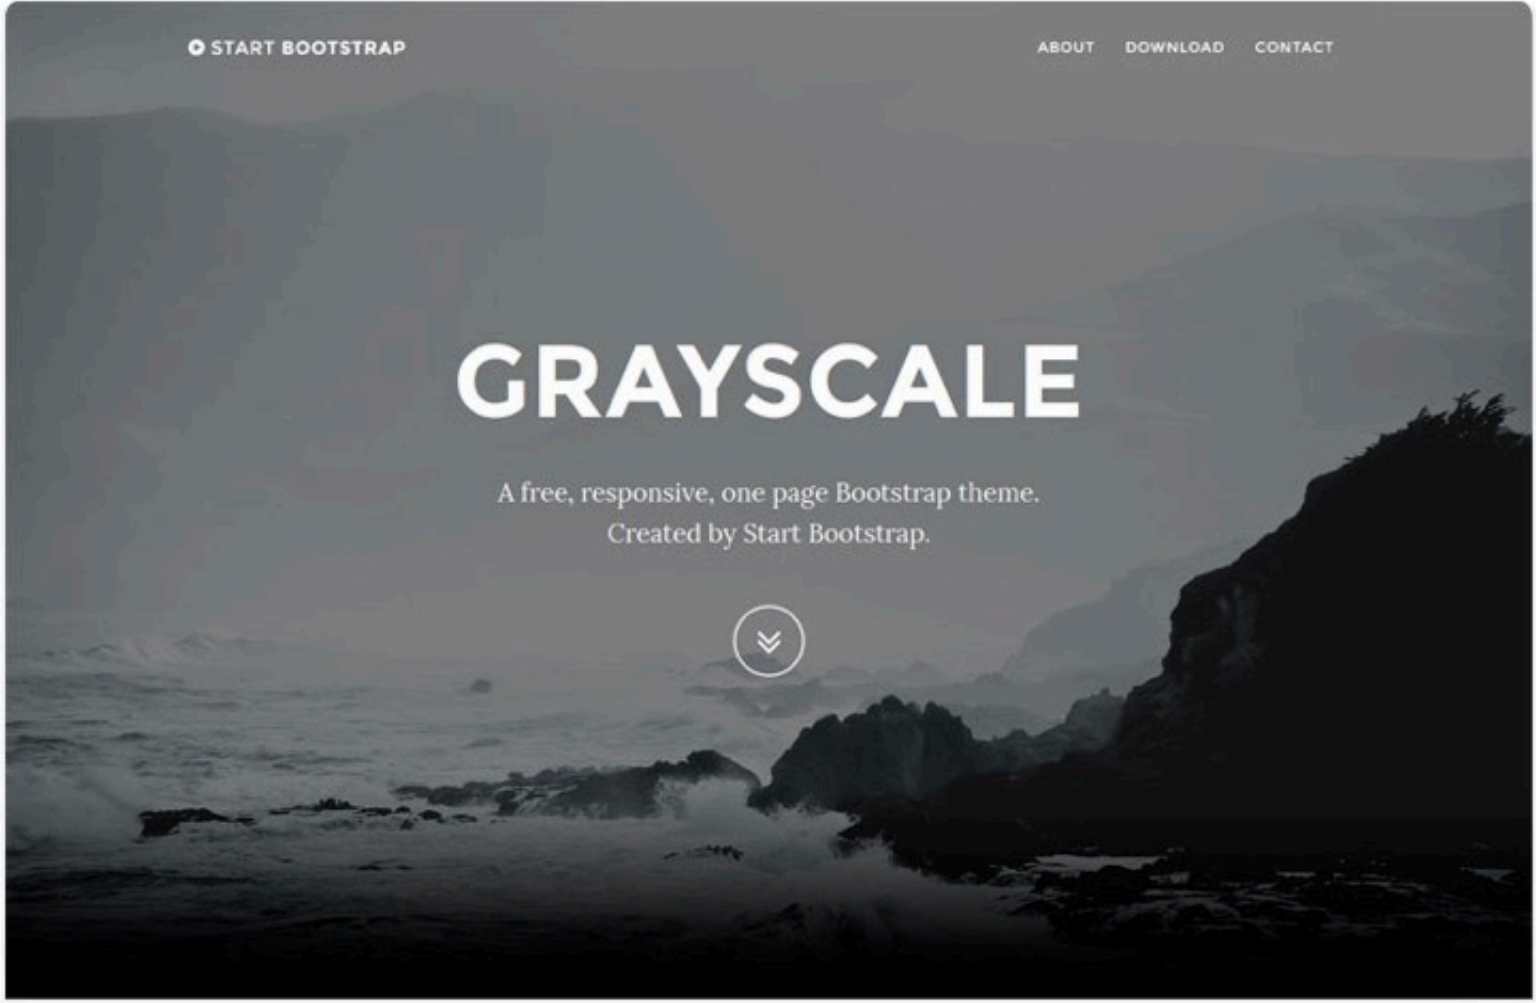 START BOOTSTRAP
ABOUT DOWNLOAD CONTACT
GRAYSCALE
A free, responsive, one page Bootstrap theme.
Created by Start Bootstrap.